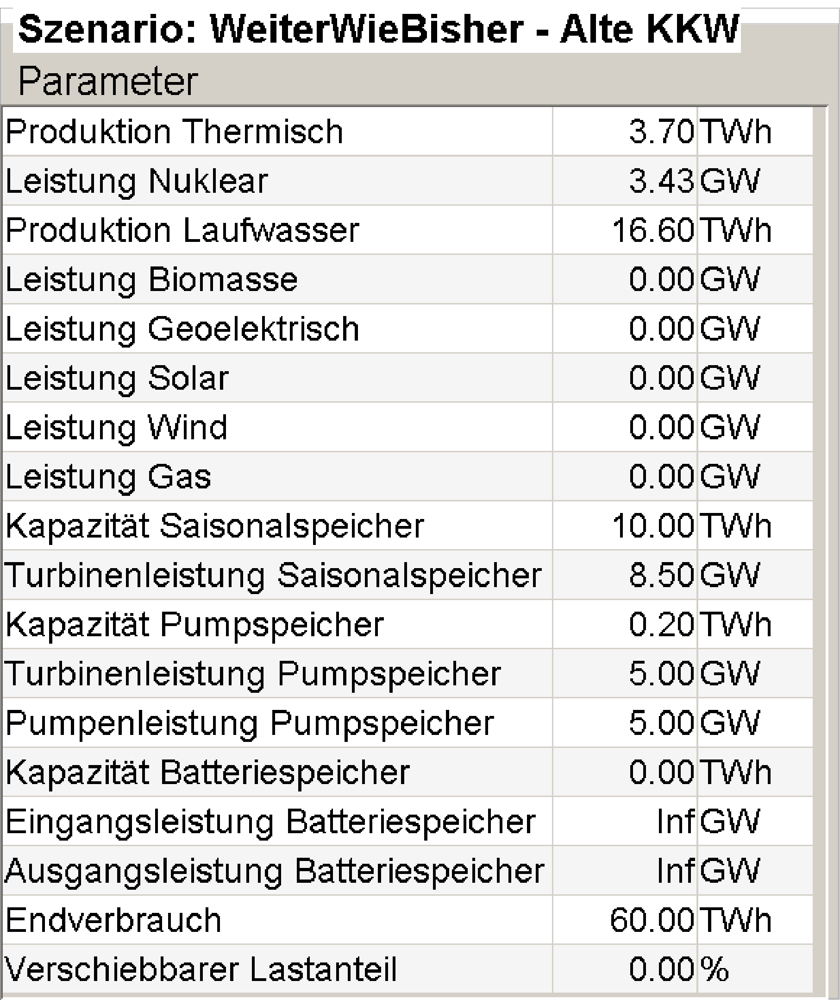 Szenario: WeiterWieBisher - Alte KKW
Parameter
Produktion Thermisch 3.70 TWh
Leistung Nuklear 3.43 GW
Produktion Laufwasser 16.60 TWh
Leistung Biomasse 0.00 GW
Leistung Geoelektrisch 0.00 GW
Leistung Solar 0.00 GW
Leistung Wind 0.00 GW
Leistung Gas 0.00 GW
Kapazität Saisonalspeicher 10.00 TWh
Turbinenleistung Saisonalspeicher 8.50 GW
Kapazität Pumpspeicher 0.20 TWh
Turbinenleistung Pumpspeicher 5.00 GW
Pumpenleistung Pumpspeicher 5.00 GW
Kapazität Batteriespeicher 0.00 TWh
Eingangsleistung Batteriespeicher Inf GW
Ausgangsleistung Batteriespeicher Inf GW
Endverbrauch 60.00 TWh
Verschiebbarer Lastanteil 0.00 %